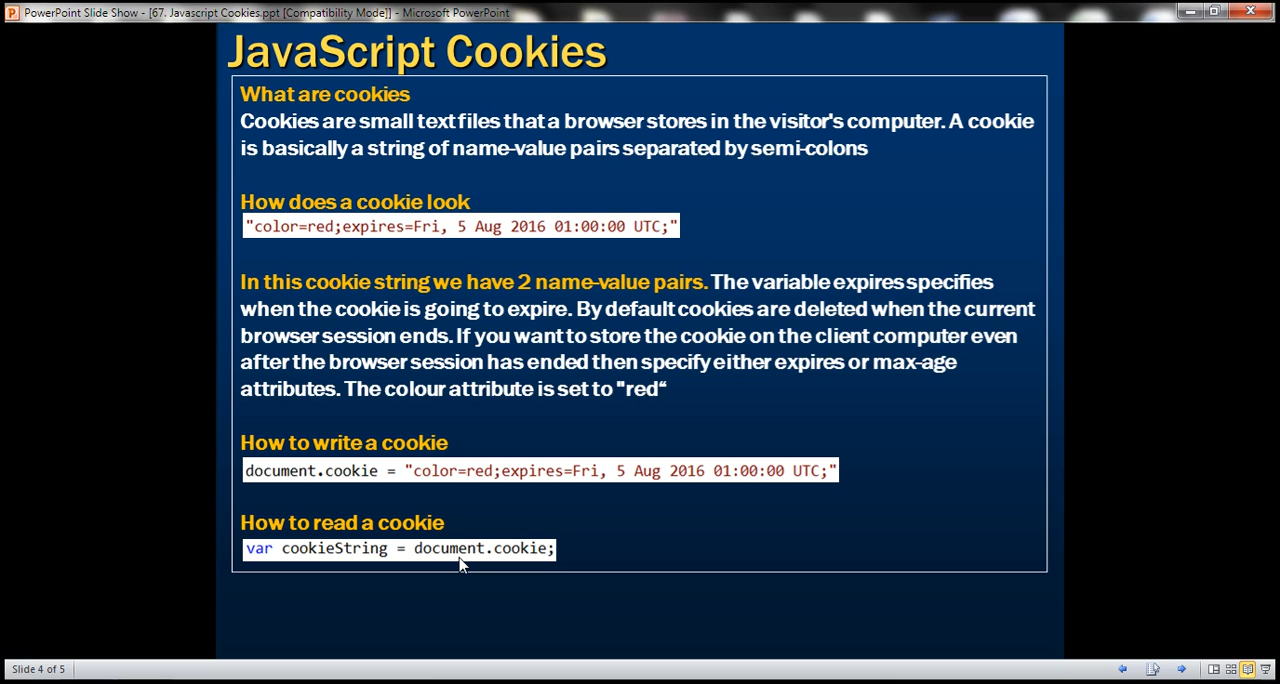 PowerPoint Slide Show - [67. Javascript Cookies.ppt [Compatibility Mode]] - Microsoft PowerPoint
JavaScript Cookies
What are cookies
Cookies are small text files that a browser stores in the visitor's computer. A cookie
is basically a string of name-value pairs separated by semi-colons
How does a cookie look
"color=red;expires=Fri, 5 Aug 2016 01:00:00 UTC;"
In this cookie string we have 2 name-value pairs. The variable expires specifies
when the cookie is going to expire. By default cookies are deleted when the current
browser session ends. If you want to store the cookie on the client computer even
after the browser session has ended then specify either expires or max-age
attributes. The colour attribute is set to "red“
How to write a cookie
document.cookie = "color=red;expires=Fri, 5 Aug 2016 01:00:00 UTC;"
How to read a cookie
var cookieString = document.cookie;
Slide 4 of 5